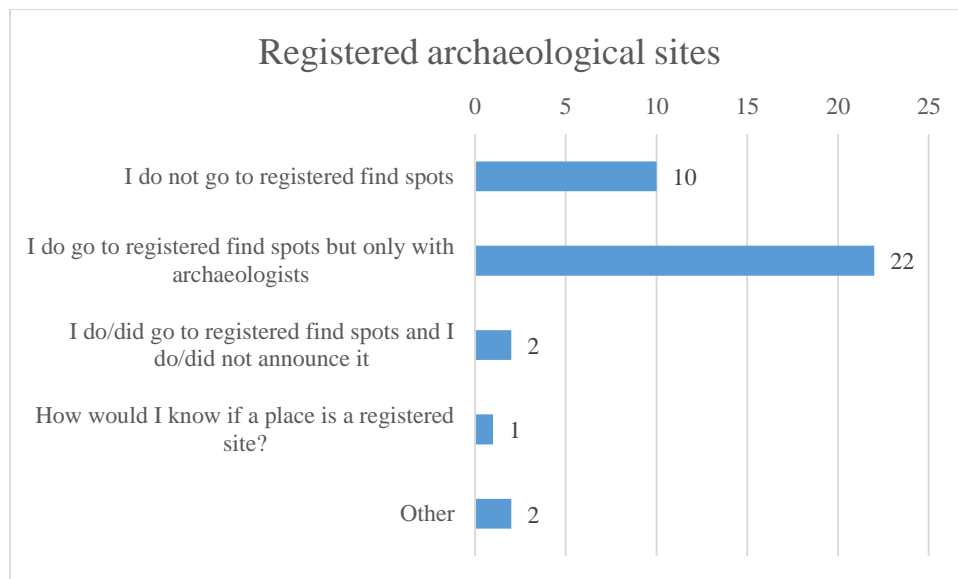 Registered archaeological sites
0 5 10 15 20 25
I do not go to registered find spots
10
I do go to registered find spots but only with
archaeologists
22
I do/did go to registered find spots and I
do/did not announce it
2
How would I know if a place is a registered
site?
1
Other
2